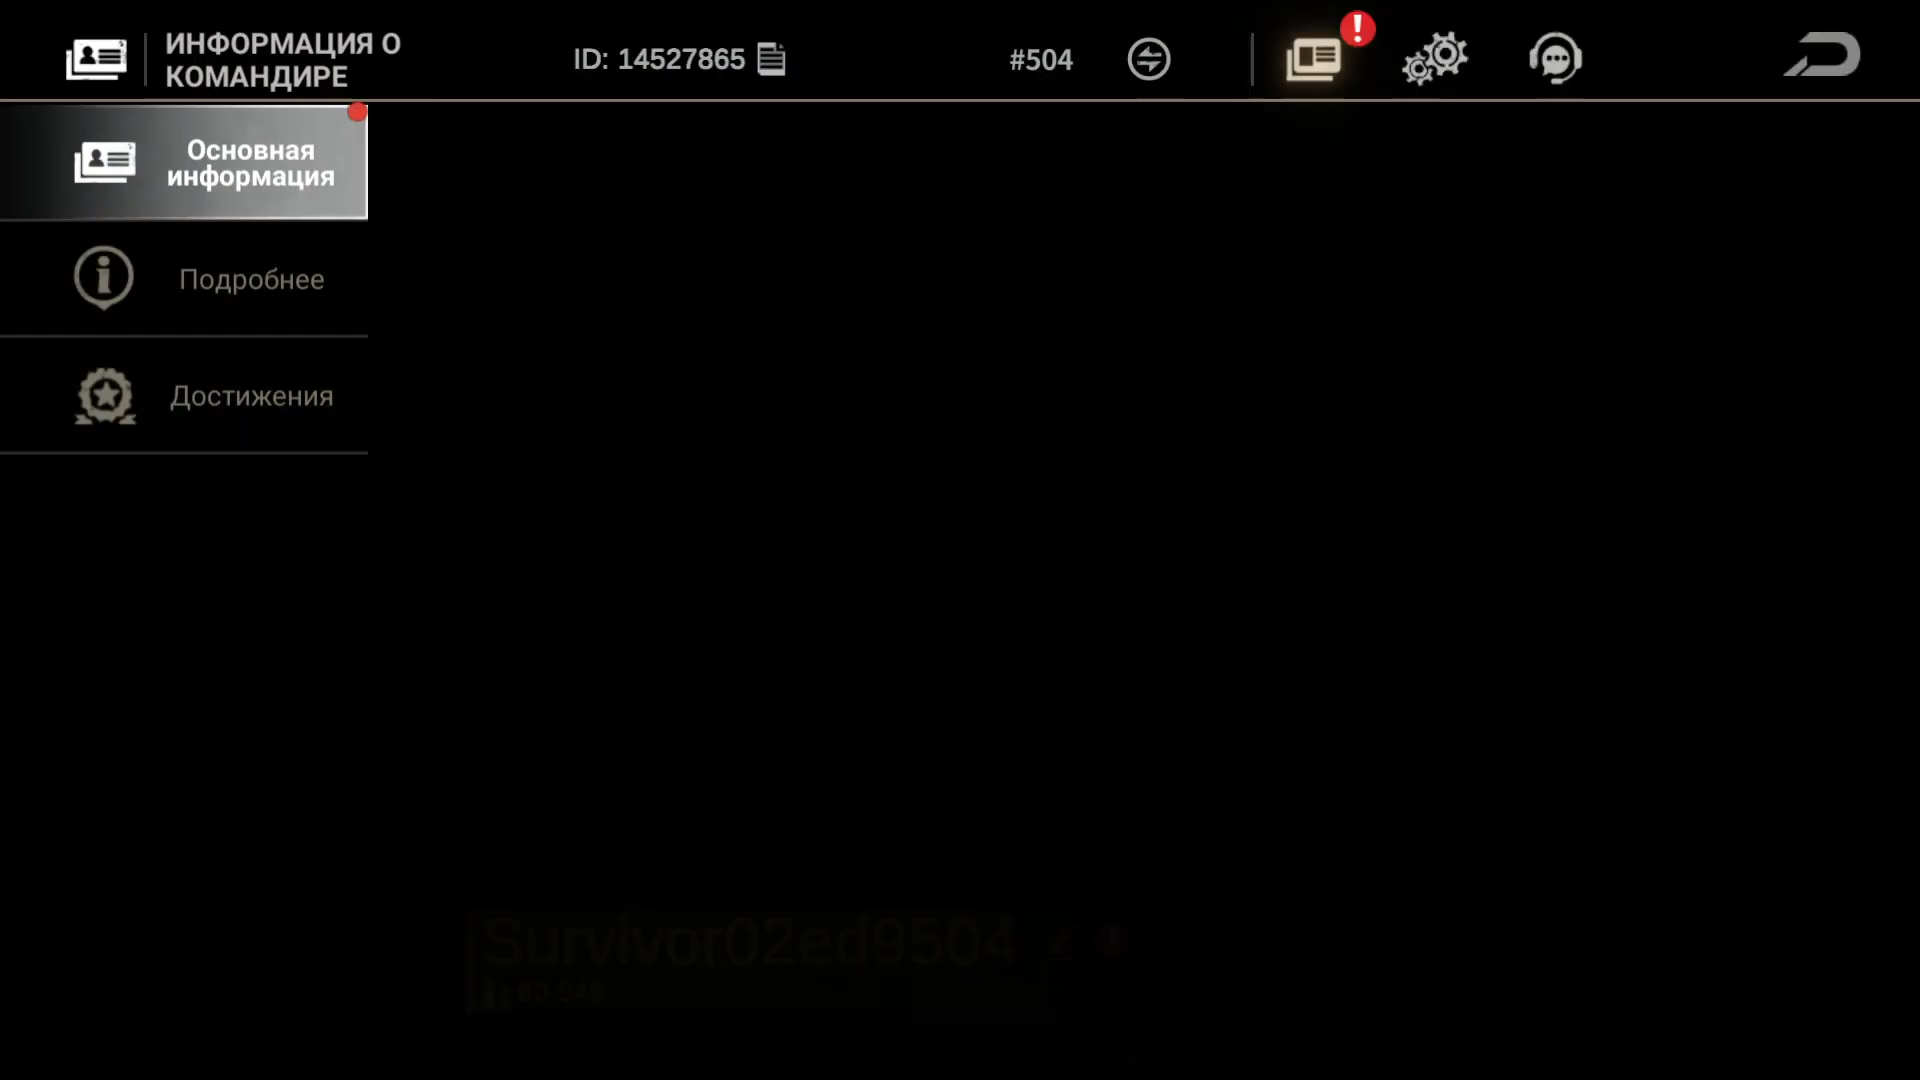 ИНФОРМАЦИЯ О
КОМАНДИРЕ
ID: 14527865
#504
Основная
информация
Подробнее
Достижения
Survivor02ed9504